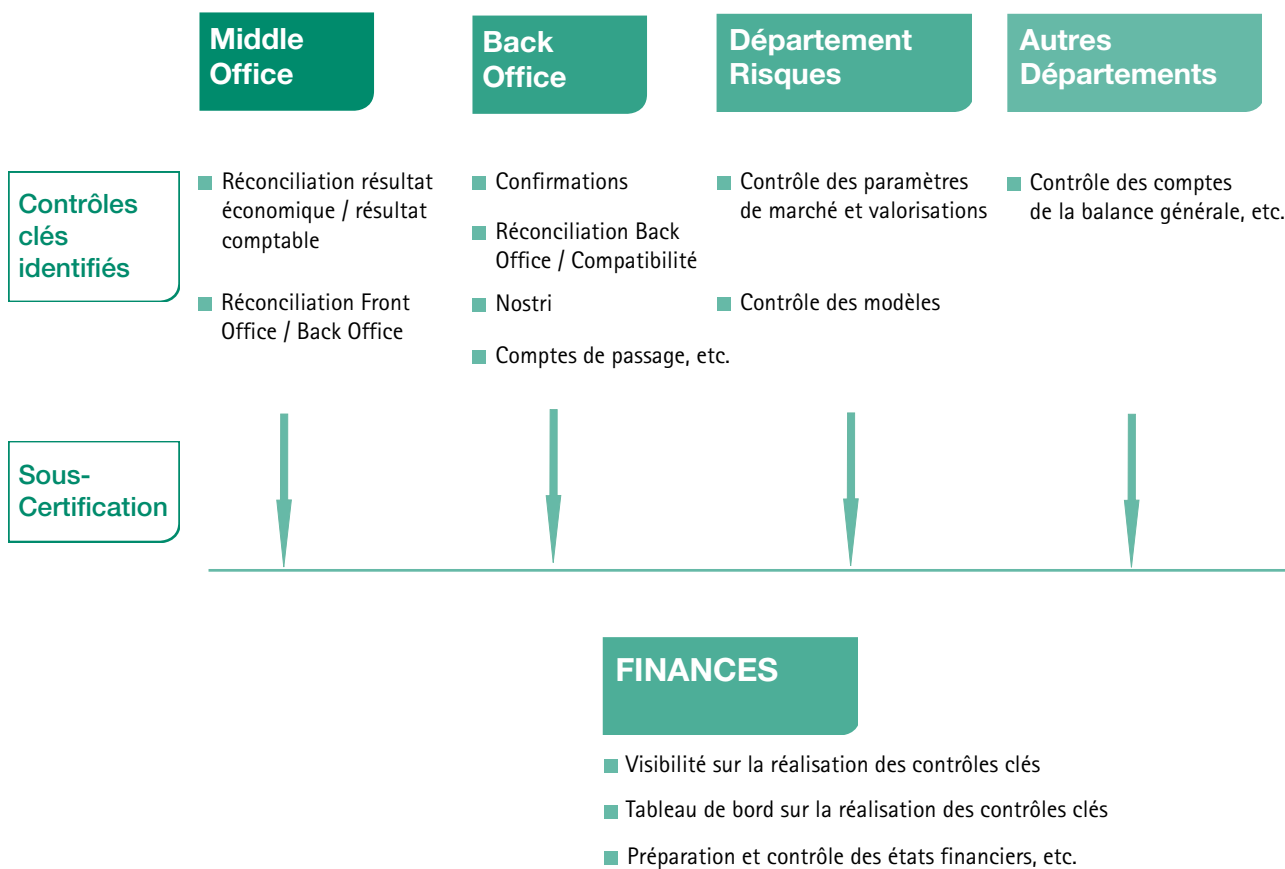 Middle
Office
Back
Office
Département
Risques
Autres
Départements
Contrôles
clés
identifiés
Réconciliation résultat
économique / résultat
comptable
Réconciliation Front
Office / Back Office
Confirmations
Réconciliation Back
Office / Compatibilité
Nostri
Comptes de passage, etc.
Contrôle des paramètres
de marché et valorisations
Contrôle des modèles
Contrôle des comptes
de la balance générale, etc.
Sous-
Certification
FINANCES
Visibilité sur la réalisation des contrôles clés
Tableau de bord sur la réalisation des contrôles clés
Préparation et contrôle des états financiers, etc.